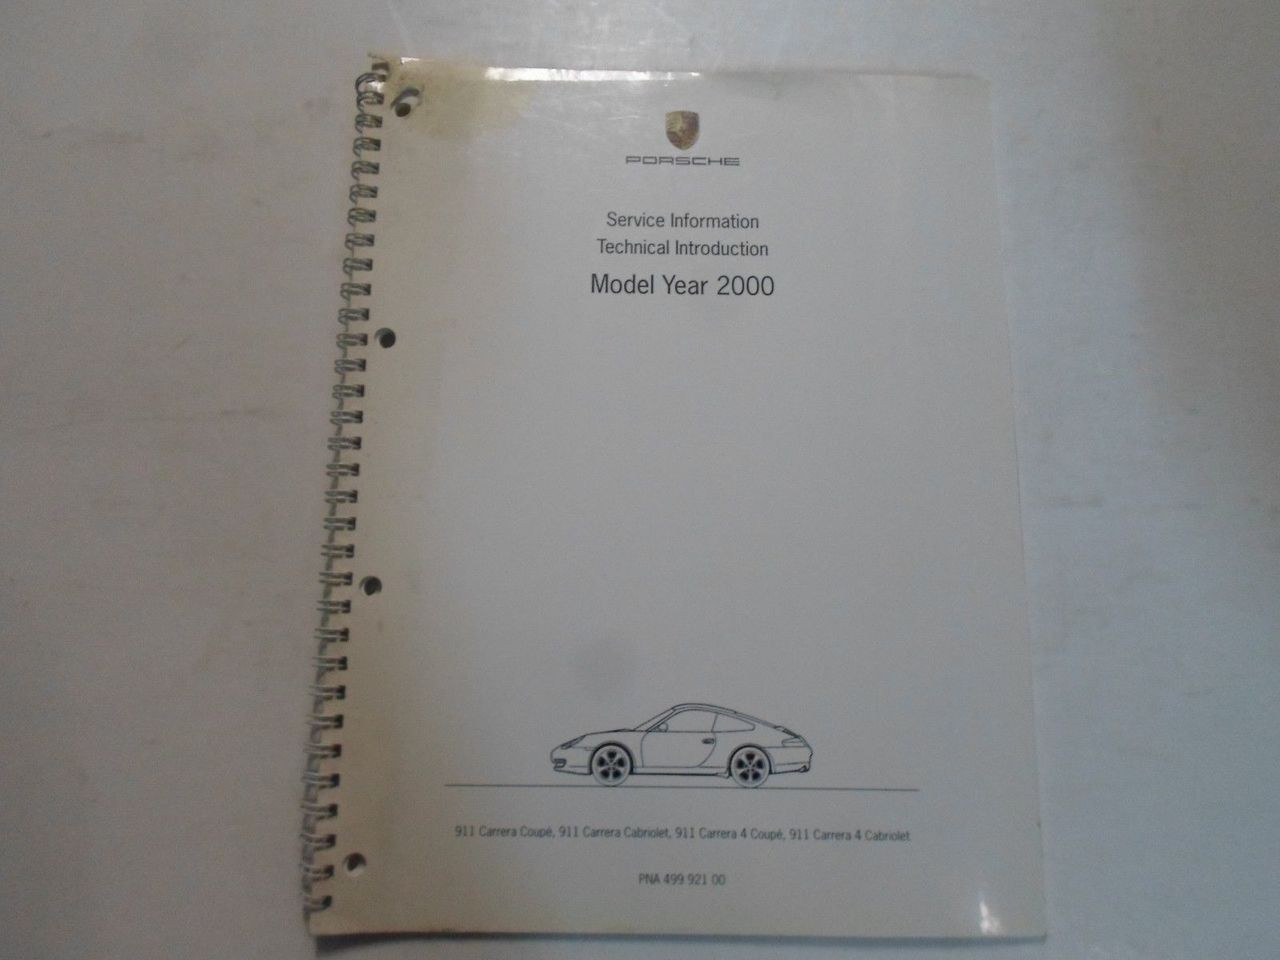 PORSCHE
Service Information
Technical Introduction
Model Year 2000
911 Carrera Coupé, 911 Carrera Cabriolet, 911 Carrera 4 Coupé, 911 Carrera 4 Cabriolet
PNA 499 921 00